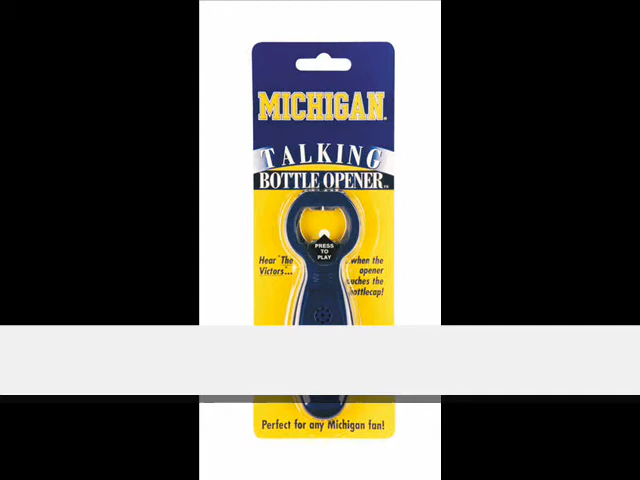 MICHIGAN
TALKING
BOTTLE OPENER™
PRESS
TO
PLAY
Hear "The
Victors"...
when the
opener
touches the
bottlecap!
Perfect for any Michigan fan!